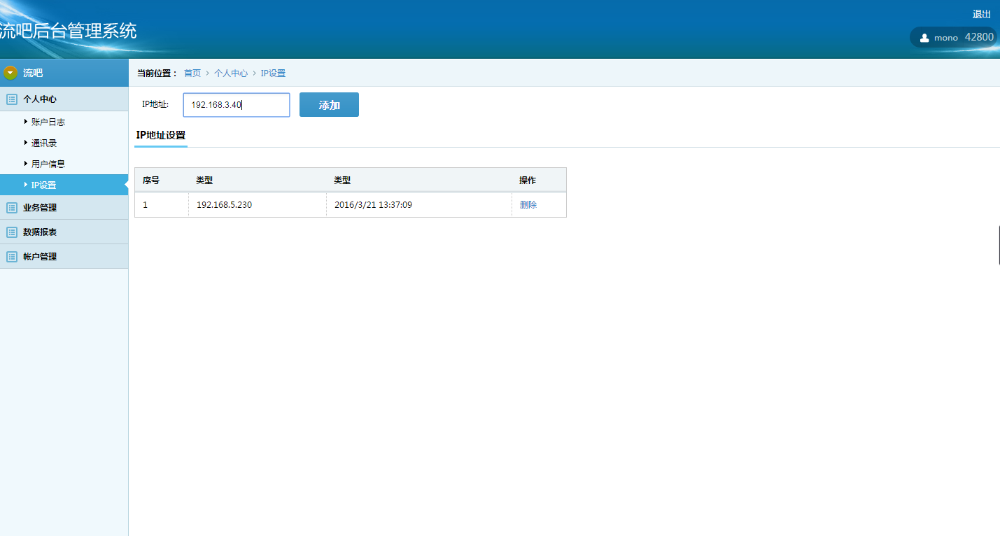 退出
流吧后台管理系统
mono 42800
流吧
当前位置： 首页 > 个人中心 > IP设置
个人中心
IP地址: 192.168.3.40 添加
账户日志
IP地址设置
通讯录
用户信息
序号 类型 类型 操作
IP设置
1 192.168.5.230 2016/3/21 13:37:09 删除
业务管理
数据报表
帐户管理